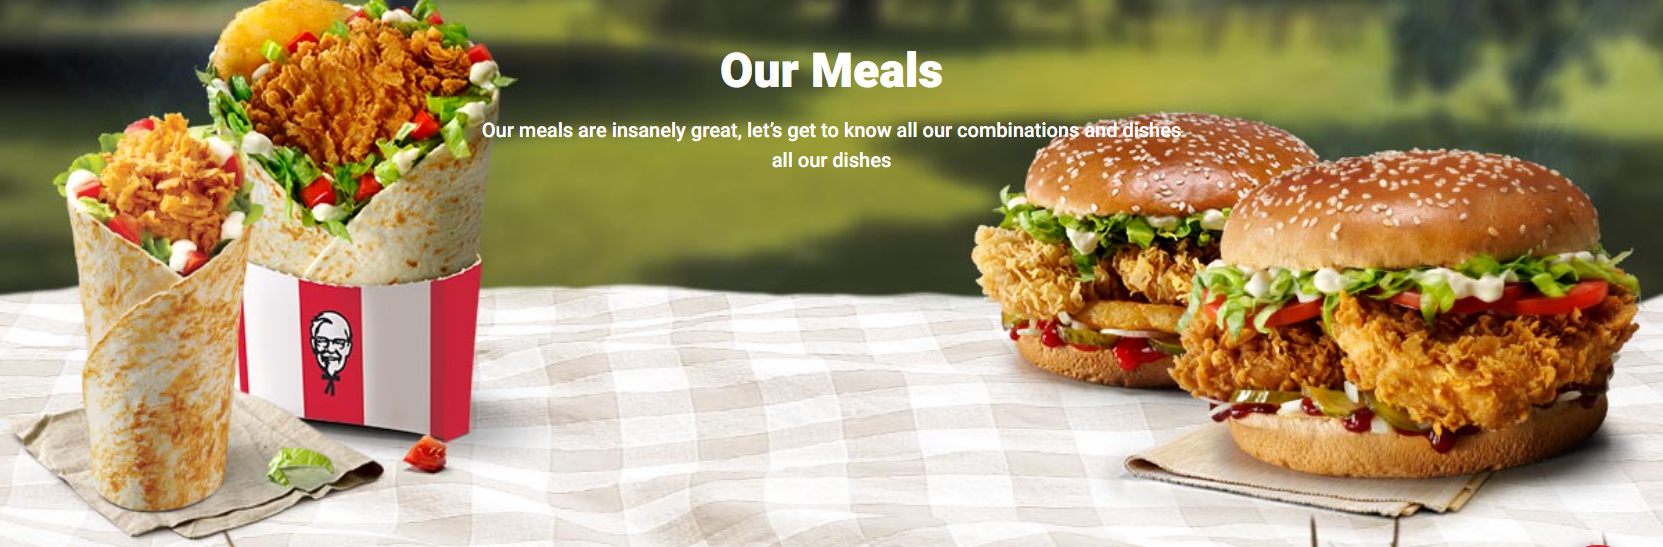 Our Meals
Our meals are insanely great, let's get to know all our combinations and dishes
all our dishes